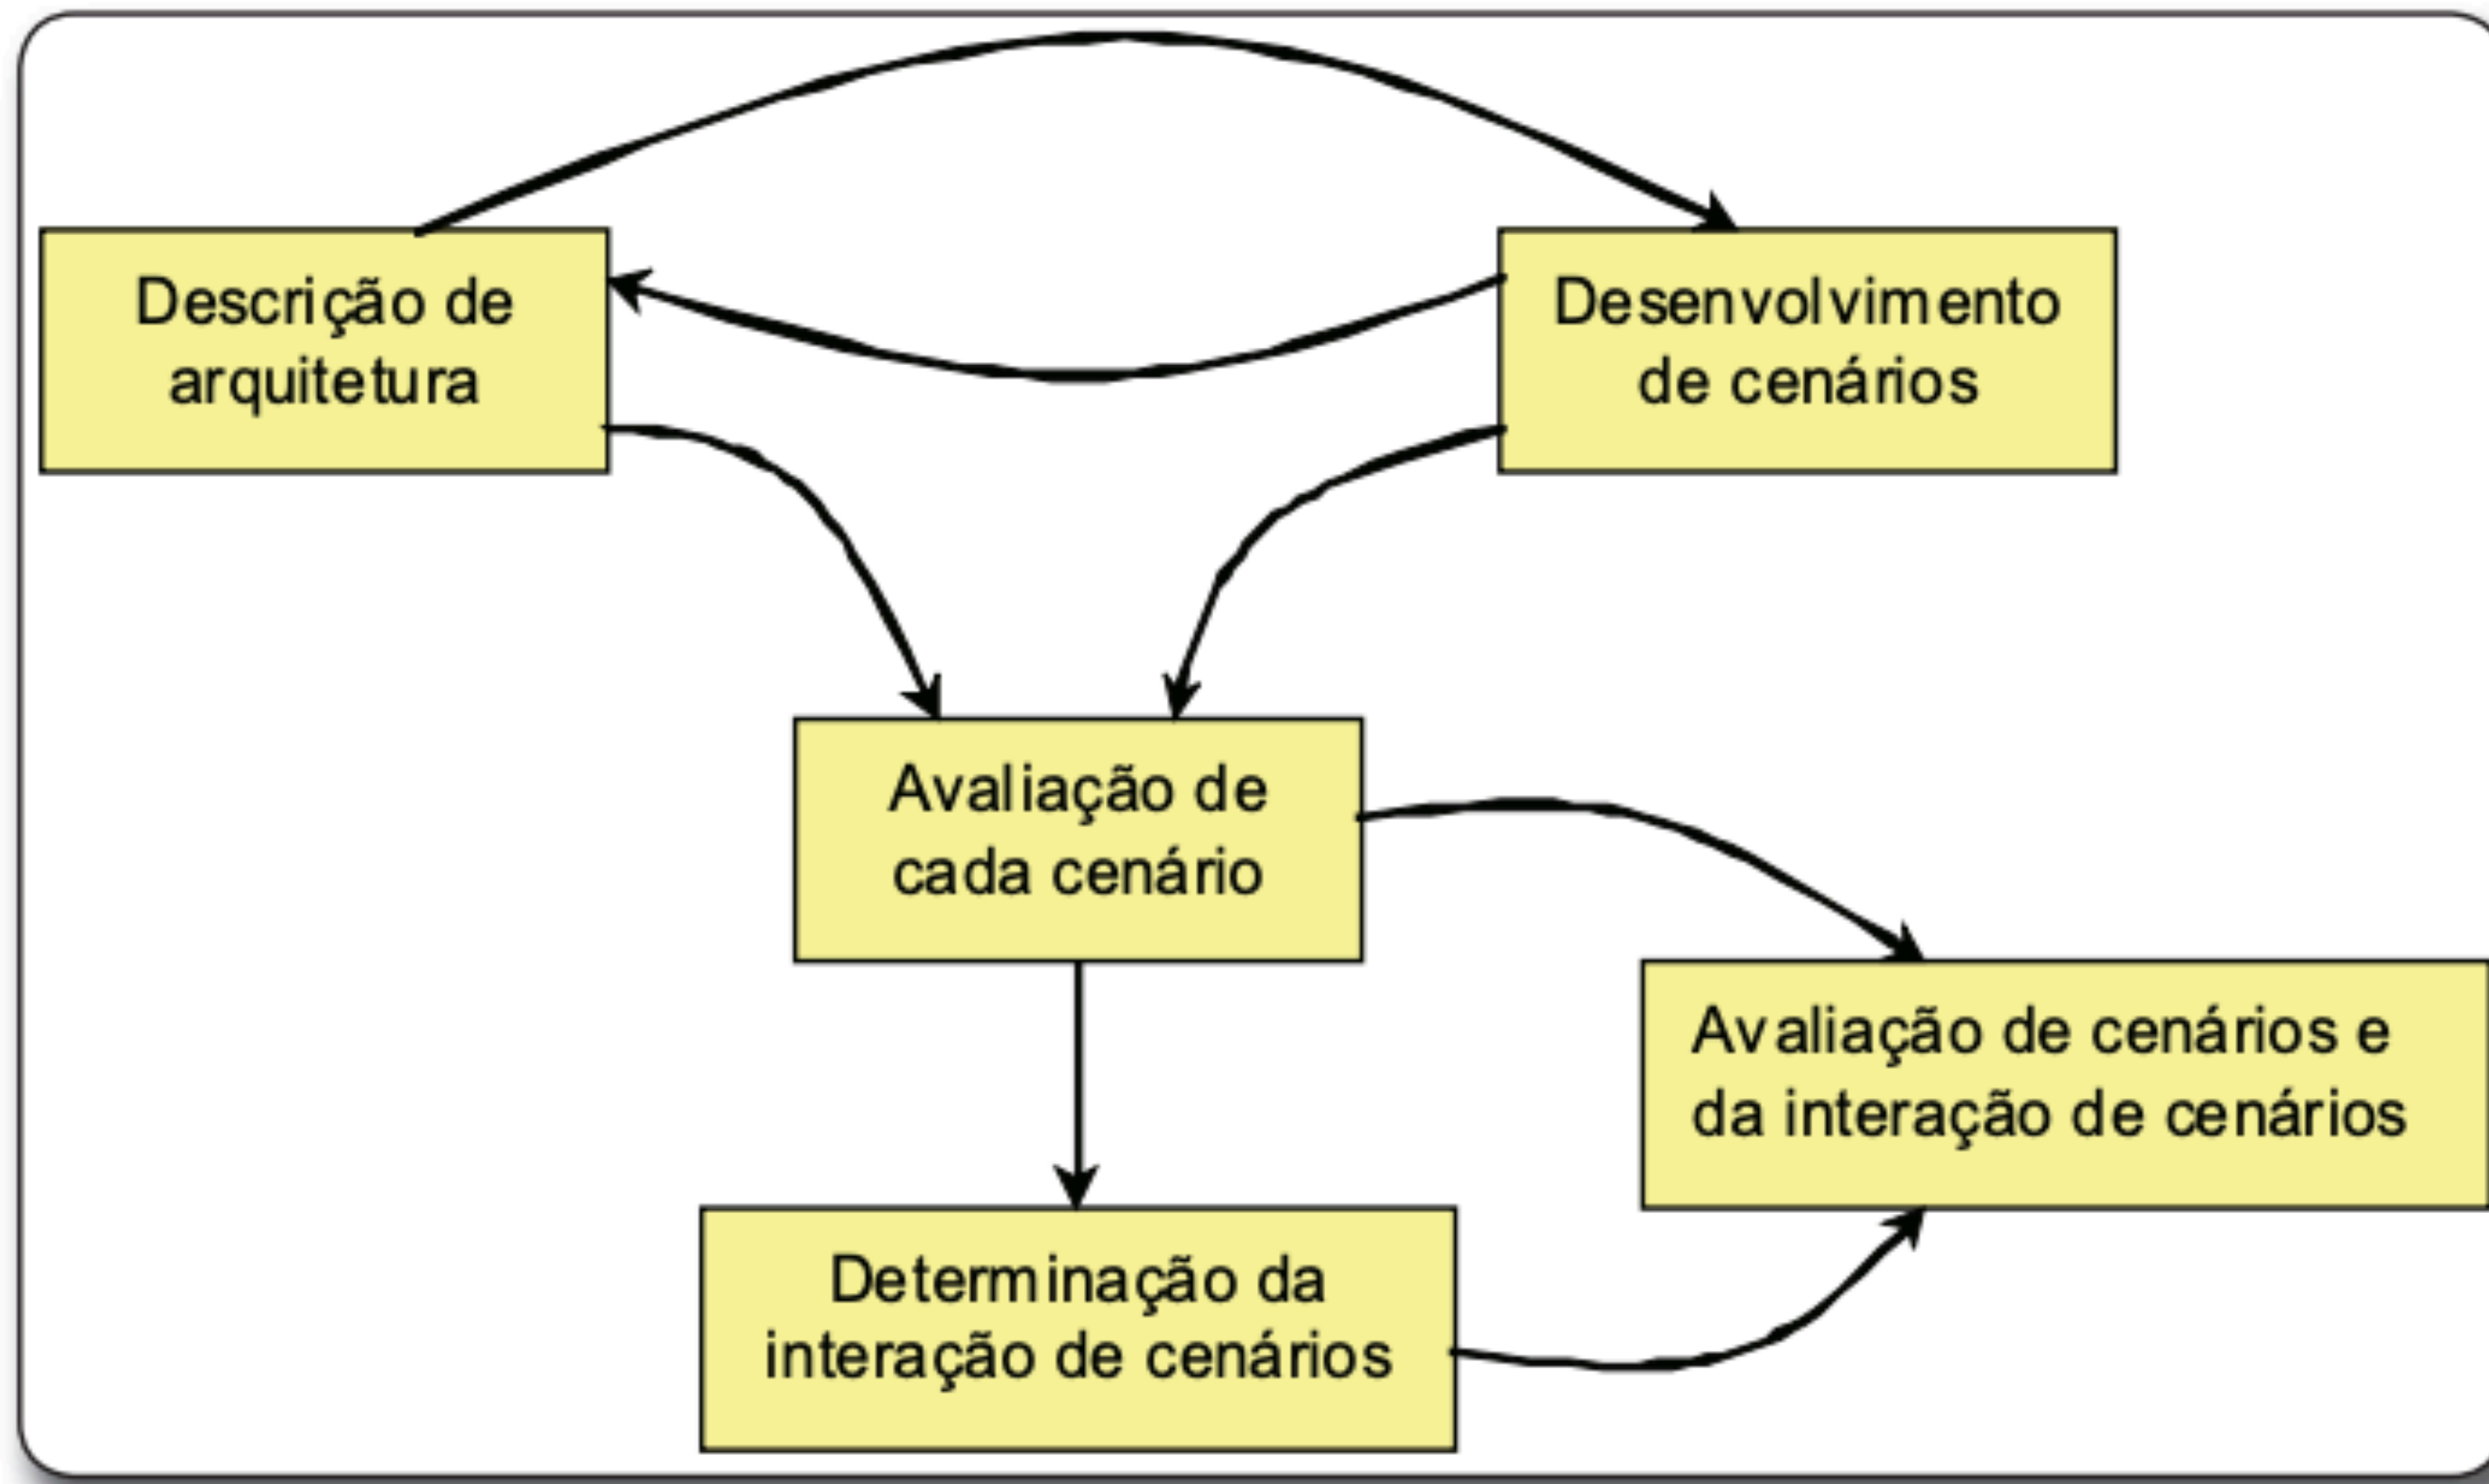 Descrição de
arquitetura
Desenvolvimento
de cenários
Avaliação de
cada cenário
Avaliação de cenários e
da interação de cenários
Determinação da
interação de cenários